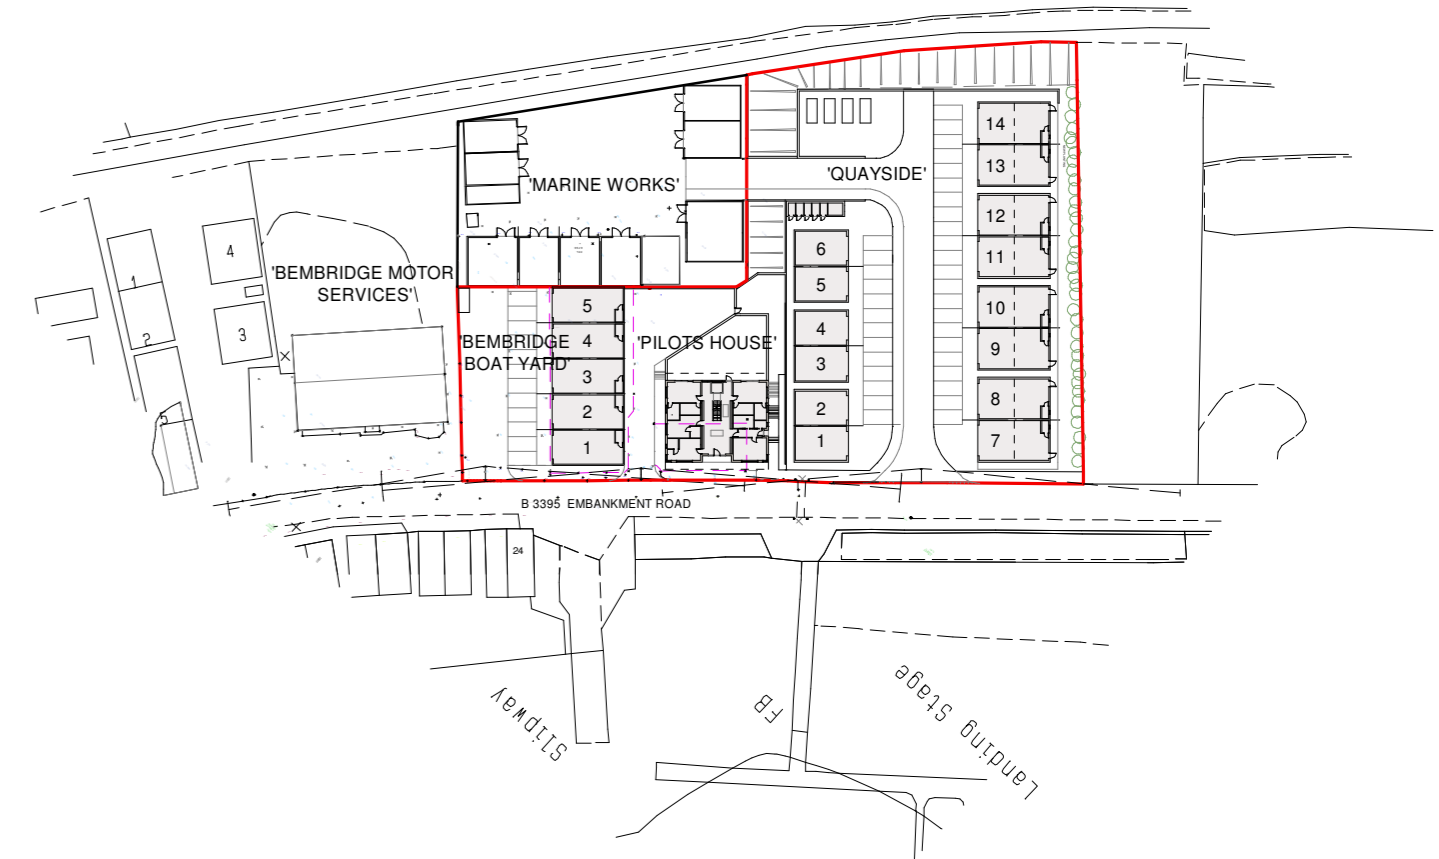 'MARINE WORKS'
'QUAYSIDE'
14
13
12
11
10
9
8
7
6
5
4
3
2
1
4
3
1
2
5
'BEMBRIDGE MOTOR
SERVICES'
'BEMBRIDGE
BOAT YARD'
5
4
3
2
1
'PILOTS HOUSE'
B 3395 EMBANKMENT ROAD
24
Slipway
FB
Landing Stage